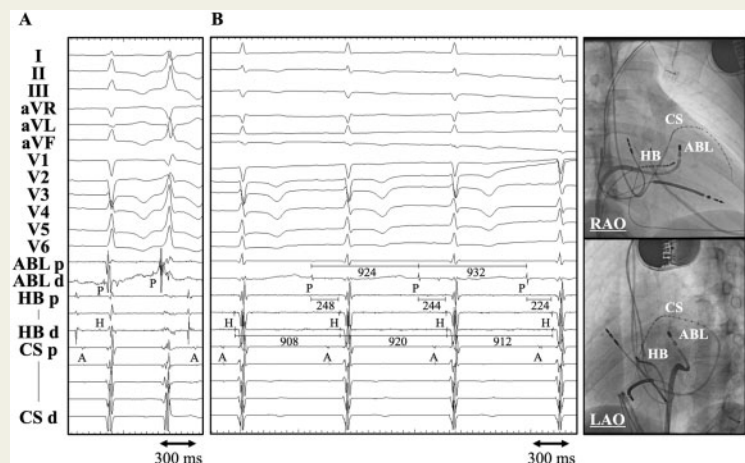 A
B
I
II
III
aVR
aVL
aVF
V1
V2
V3
V4
V5
V6
ABL p
ABL d
HB p
HB d
CS p
CS d
P
P
H
A
A
924
932
P
P
P
248
244
224
H
H
H
H
908
920
912
A
A
A
A
300 ms
300 ms
CS
HB
ABL
RAO
CS
ABL
HB
LAO